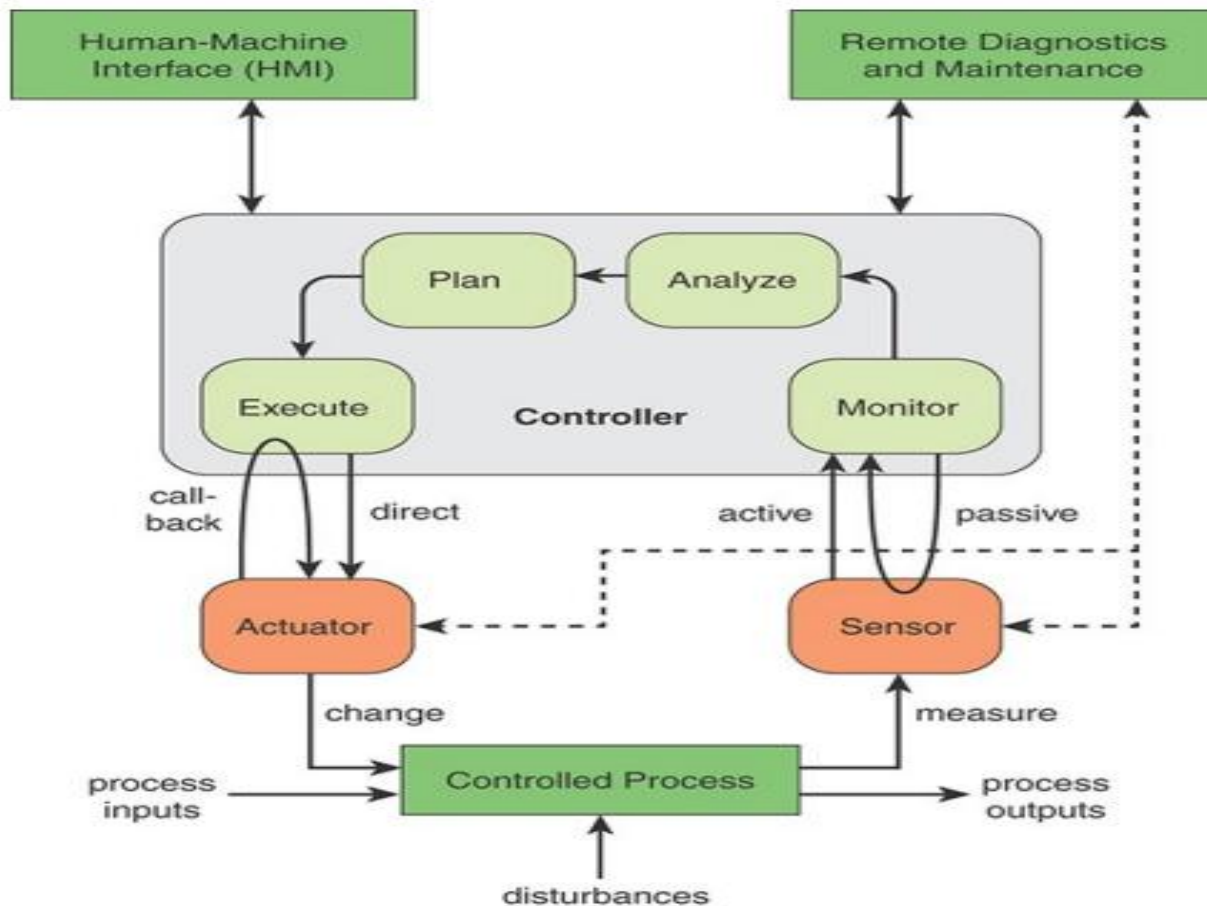 Human-Machine
Interface (HMI)
Remote Diagnostics
and Maintenance
Plan
Analyze
Execute
Controller
Monitor
call-
back
direct
active
passive
Actuator
Sensor
change
measure
process
inputs
Controlled Process
process
outputs
disturbances